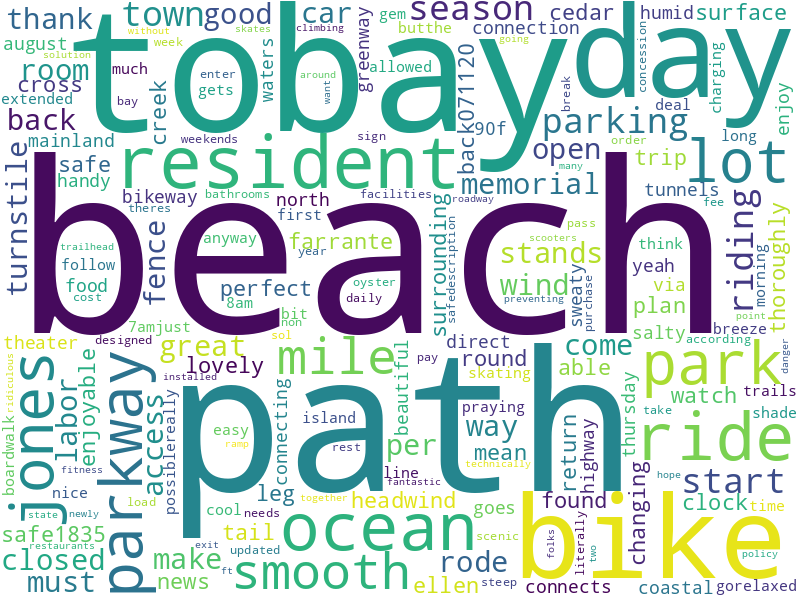 thank
town
good
car
season
cedar
humid
surface
august
room
cross
extended
back
mainland
safe
handy
much
without
week
skates
solution
tobay
day
climbing
enter
gets
around
want
bay
waters
greenway
gem
butthe
allowed
connection
going
back071120
90f
parking
open
because
deal
concession
charging
enjoy
long
order
many
lot
trip
tunnels
fee
creek
weekends
sign
break
resident
memorial
turnstile
fence
bikeway
bathrooms
theres
north
first
facilities
roadway
beach
trailhead
follow
food
cost
anyway
year
farrante
perfect
8am
non
bit
oyster
daily
surrounding
safedescription
stands
wind
scooters
preventing
pass
sweaty
purchase
think
yeah
via
plan
salty
riding
morning
thoroughly
point
breeze
according
danger
designed
7amjust
installed
sol
theater
great
lovely
pay
direct
round
come
able
watch
trails
shade
jones
parkway
labor
enjoyable
boardwalk
ridiculous
access
possiblereally
mile
path
skating
beautiful
island
praying
way
mean
park
ride
thursday
take
easy
ramp
connecting
rest
per
line
fantastic
technically
return
highway
hope
nice
fitness
newly
load
cool
needs
leg
together
headwind
goes
scenic
found
changing
start
clock
time
safe1835
closed
state
restaurants
must
make
news
tail
exit
updated
ft
ocean
smooth
rode
ellen
steep
bike
connects
folks
literally
two
coastal
policy
gorelaxed